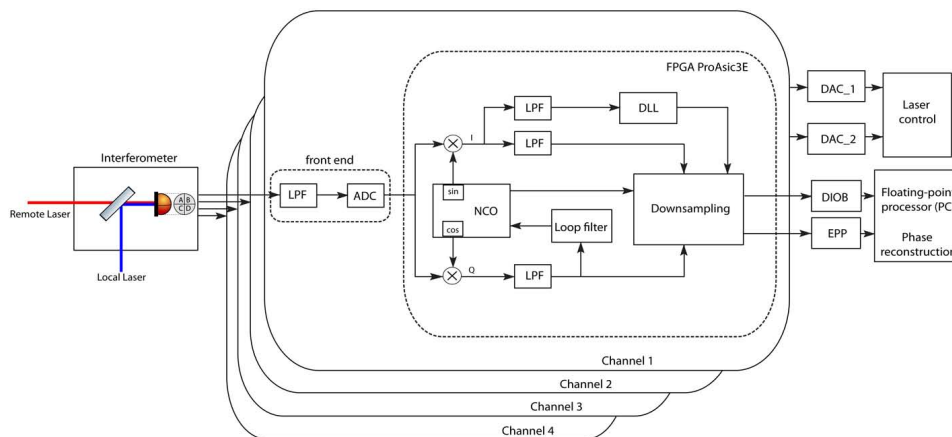 FPGA ProAsic3E
Interferometer
front end
Remote Laser
Local Laser
A B
C D
LPF
ADC
I
Q
sin
cos
NCO
LPF
DLL
LPF
Loop filter
LPF
Downsampling
DAC_1
DAC_2
Laser
control
DIOB
EPP
Floating-point
processor (PC
Phase
reconstruction
Channel 1
Channel 2
Channel 3
Channel 4